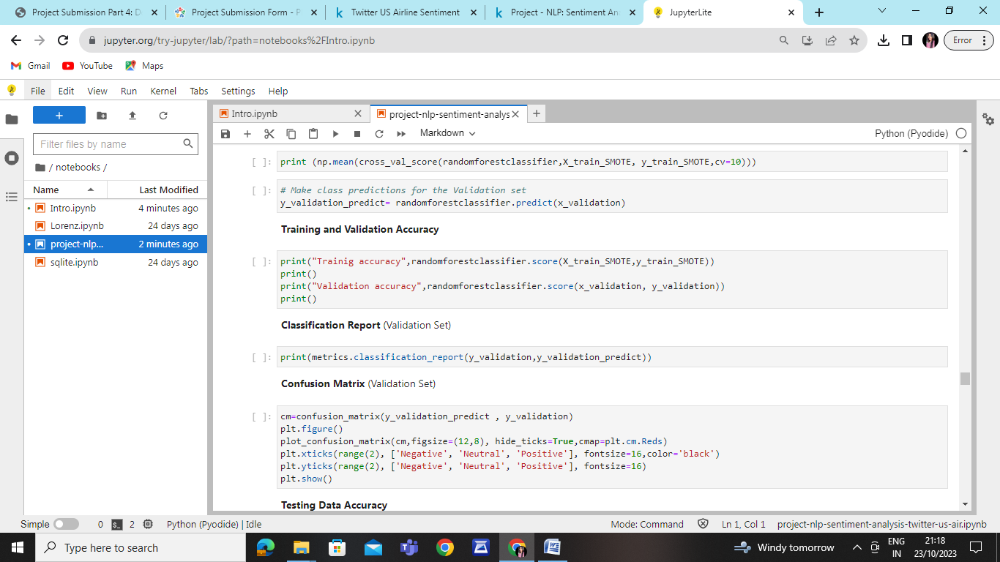 Project Submission Part 4: D
Project Submission Form - P
Twitter US Airline Sentiment
Project - NLP: Sentiment An
JupyterLite
jupyter.org/try-jupyter/lab/?path=notebooks%2FIntro.ipynb
Error
Gmail
YouTube
Maps
File Edit View Run Kernel Tabs Settings Help
+
Filter files by name
/ notebooks /
Name Last Modified
Intro.ipynb 4 minutes ago
Lorenz.ipynb 24 days ago
project-nlp... 2 minutes ago
sqlite.ipynb 24 days ago
Intro.ipynb
project-nlp-sentiment-analys
Markdown
Python (Pyodide)
[ ]: print (np.mean(cross_val_score(randomforestclassifier,X_train_SMOTE, y_train_SMOTE,cv=10)))
[ ]: # Make class predictions for the Validation set
y_validation_predict= randomforestclassifier.predict(x_validation)
Training and Validation Accuracy
[ ]: print("Trainig accuracy",randomforestclassifier.score(X_train_SMOTE,y_train_SMOTE))
print()
print("Validation accuracy",randomforestclassifier.score(x_validation, y_validation))
print()
Classification Report (Validation Set)
[ ]: print(metrics.classification_report(y_validation,y_validation_predict))
Confusion Matrix (Validation Set)
[ ]: cm=confusion_matrix(y_validation_predict , y_validation)
plt.figure()
plot_confusion_matrix(cm,figsize=(12,8), hide_ticks=True,cmap=plt.cm.Reds)
plt.xticks(range(2), ['Negative', 'Neutral', 'Positive'], fontsize=16,color='black')
plt.yticks(range(2), ['Negative', 'Neutral', 'Positive'], fontsize=16)
plt.show()
Testing Data Accuracy
Simple 0 2 Python (Pyodide) | Idle
Mode: Command Ln 1, Col 1 project-nlp-sentiment-analysis-twitter-us-air.ipynb
Type here to search
Windy tomorrow
ENG
IN
21:18
23/10/2023